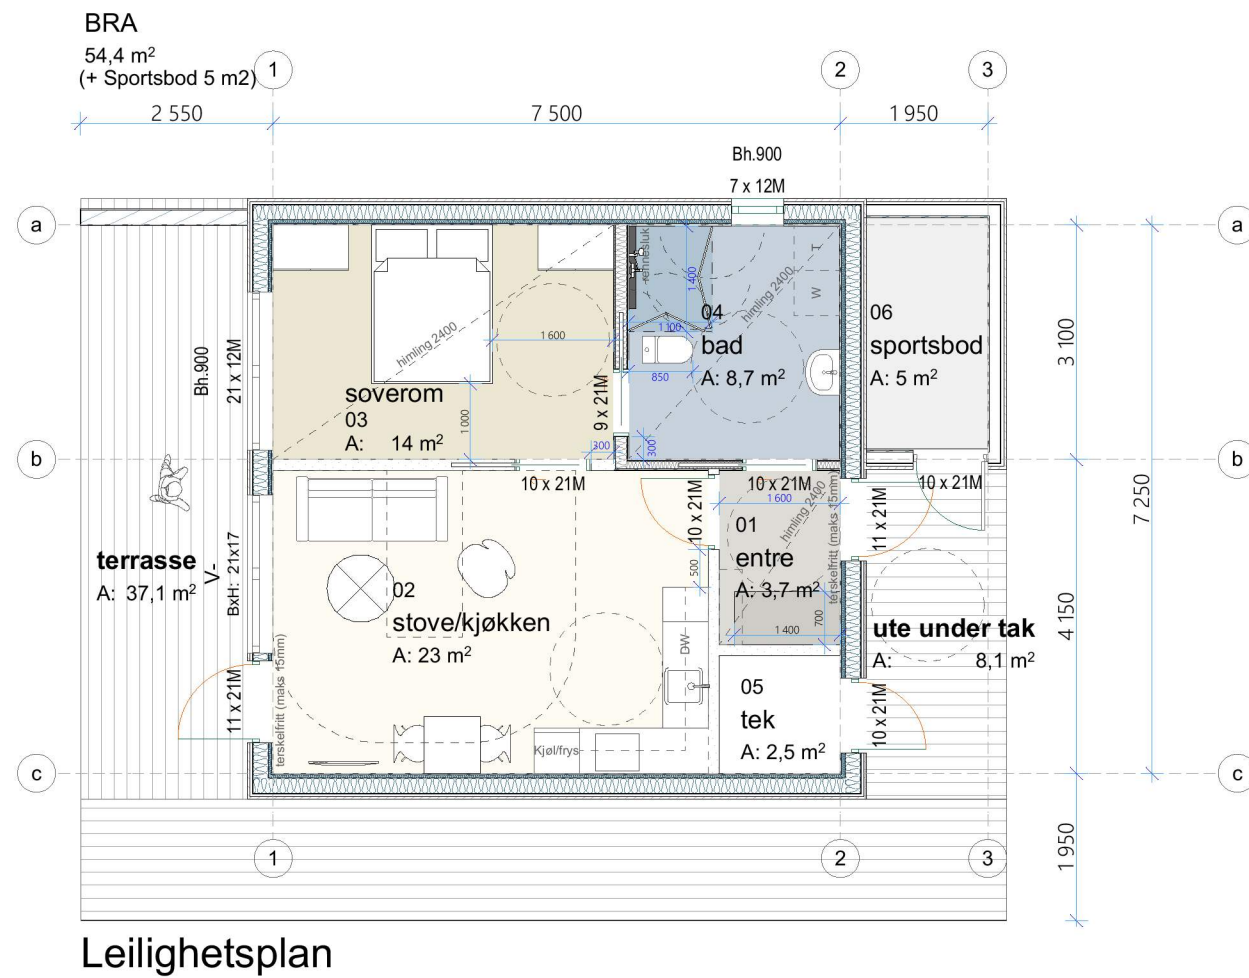 BRA
54,4 m²
(+ Sportsbod 5 m2)
1
2
3
2 550
7 500
1 950
Bh.900
7 x 12M
a
a
rennesluk
1 400
T
W
himling 2400
himling 2400
04
bad
A: 8,7 m²
1 100
850
06
sportsbod
A: 5 m²
3 100
1 600
Bh.900
21 x 12M
soverom
03
A: 14 m²
1 000
9 x 21M
300
300
b
b
10 x 21M
10 x 21M
10 x 21M
1 600
10 x 21M
himling 2400
01
entre
A: 3,7 m²
terskelfritt (maks 15mm)
11 x 21M
7 250
terrasse
A: 37,1 m²
V-
BxH: 21x17
500
02
stove/kjøkken
A: 23 m²
1 400
700
4 150
ute under tak
A: 8,1 m²
DW
terskelfritt (maks 15mm)
11 x 21M
05
tek
A: 2,5 m²
10 x 21M
Kjøl/frys
c
c
1 950
1
2
3
Leilighetsplan